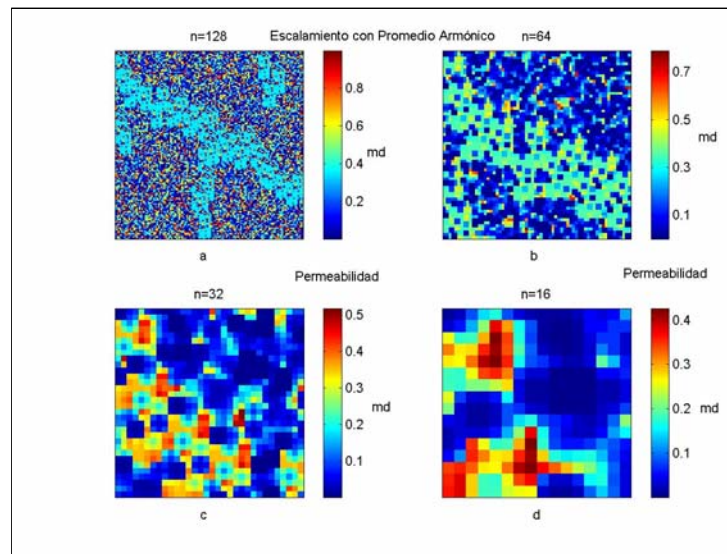 Escalamiento con Promedio Armónico
n=128
n=64
0.8
0.6
0.4
0.2
md
0.7
0.5
0.3
0.1
md
a
b
Permeabilidad
Permeabilidad
n=32
n=16
0.5
0.4
0.3
0.2
0.1
md
0.4
0.3
0.2
0.1
0
md
c
d